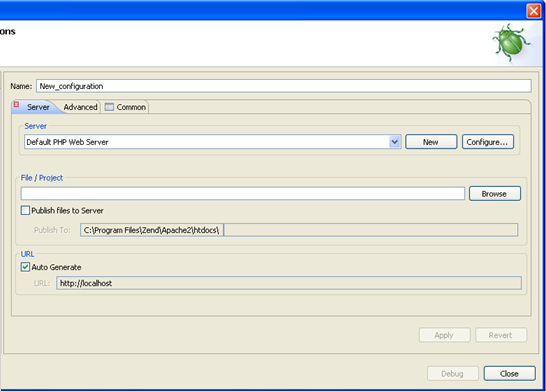 ons
Name: New_configuration
Server Advanced Common
Server
Default PHP Web Server New Configure...
File / Project
Browse
Publish files to Server
Publish To: C:\Program Files\Zend\Apache2\htdocs\
URL
Auto Generate
URL: http://localhost
Apply Revert
Debug Close